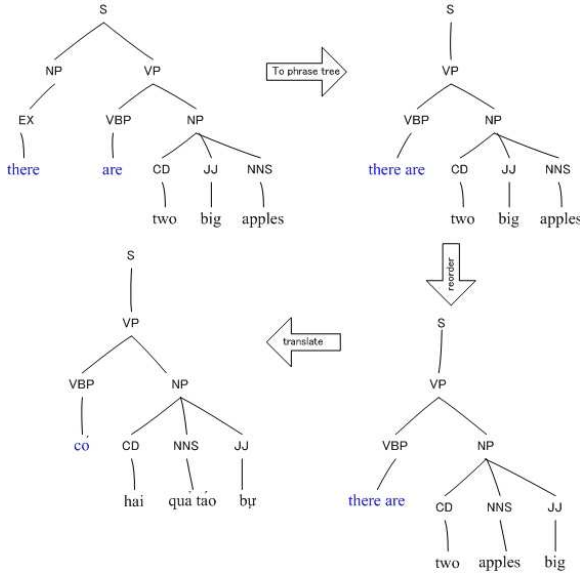 S
NP VP
EX VBP NP
there are CD JJ NNS
two big apples
To phrase tree
S
VP
VBP NP
there are CD JJ NNS
two big apples
reorder
S
VP
VBP NP
there are
CD NNS JJ
two apples big
translate
S
VP
VBP NP
có CD NNS JJ
hai quả táo bự